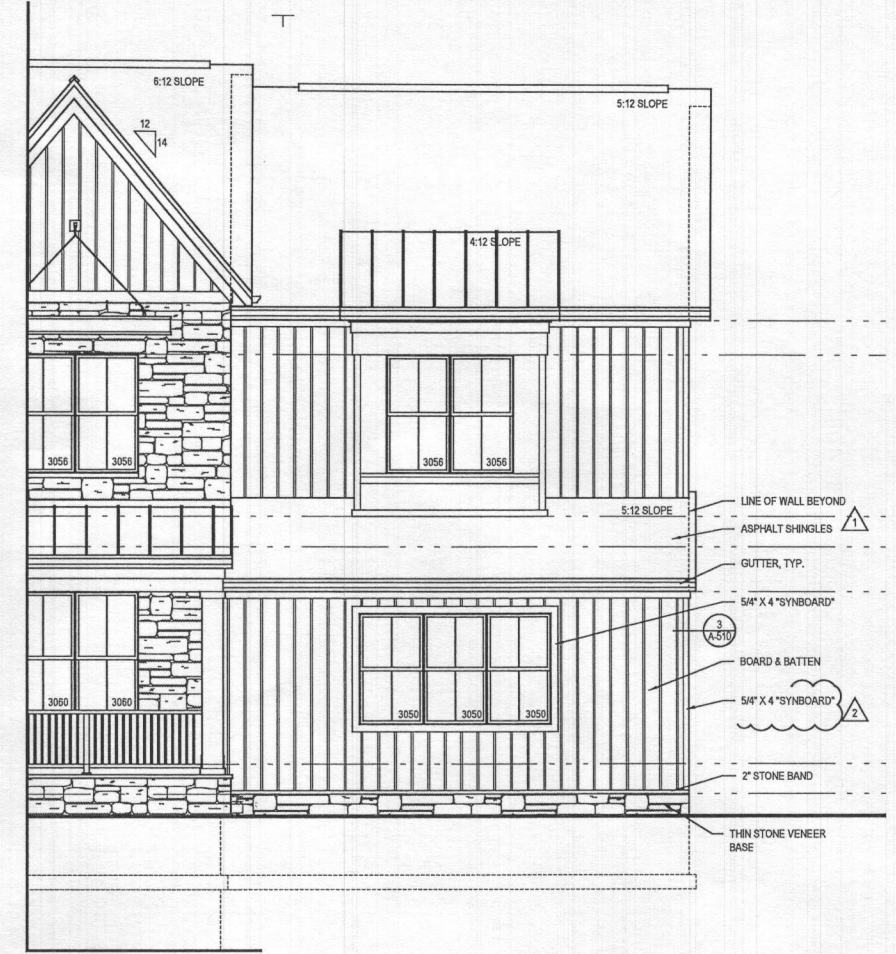 6:12 SLOPE
5:12 SLOPE
12
14
4:12 SLOPE
3056
3056
3056
3056
5:12 SLOPE
LINE OF WALL BEYOND
1
ASPHALT SHINGLES
GUTTER, TYP.
5/4" X 4 "SYNBOARD"
3
A-510
BOARD & BATTEN
3060
3060
3050
3050
3050
5/4" X 4 "SYNBOARD"
2
2" STONE BAND
THIN STONE VENEER
BASE